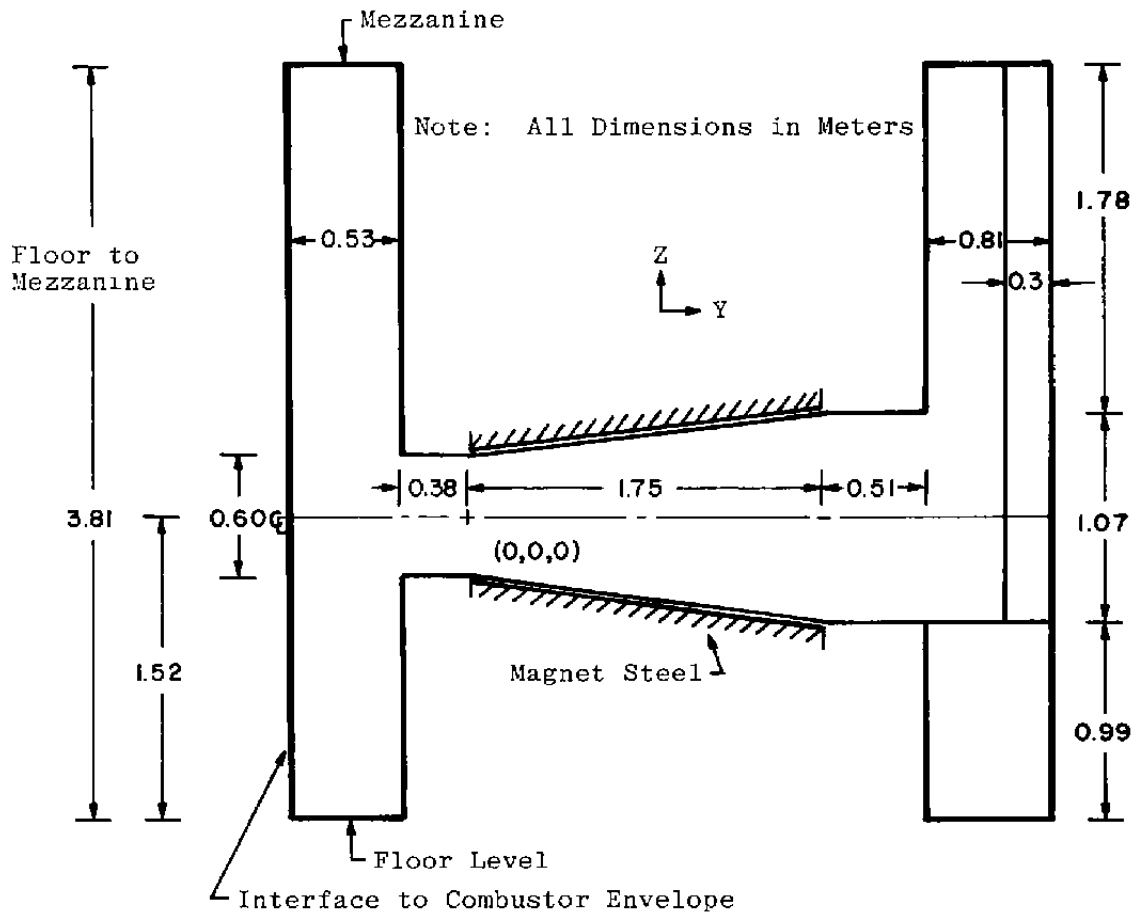 Mezzanine
Note: All Dimensions in Meters
1.78
0.53
0.81
Floor to
Mezzanine
Z
0.3
Y
0.38
1.75
0.51
3.81
1.07
(0,0,0)
1.52
Magnet Steel
0.99
Floor Level
Interface to Combustor Envelope